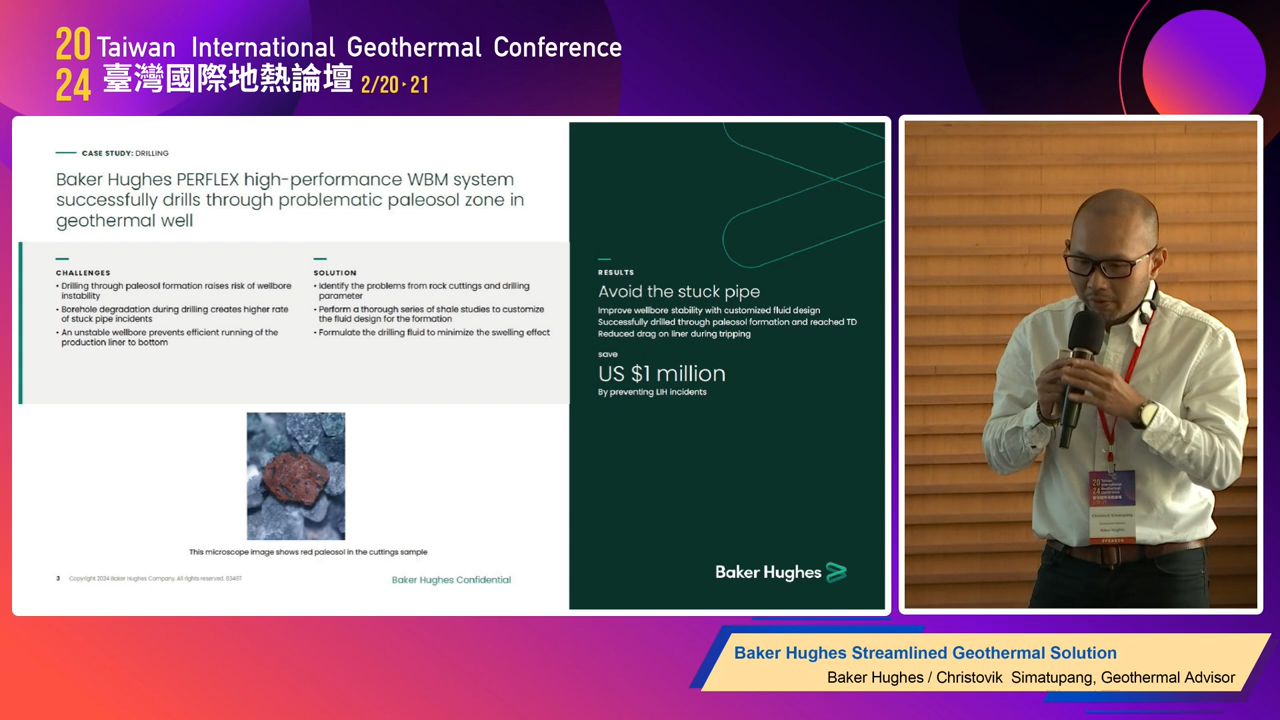 20 Taiwan International Geothermal Conference
24 臺灣國際地熱論壇 2/20▸21
CASE STUDY: DRILLING
Baker Hughes PERFLEX high-performance WBM system
successfully drills through problematic paleosol zone in
geothermal well
CHALLENGES
• Drilling through paleosol formation raises risk of wellbore
instability
• Borehole degradation during drilling creates higher rate
of stuck pipe incidents
• An unstable wellbore prevents efficient running of the
production liner to bottom
SOLUTION
• Identify the problems from rock cuttings and drilling
parameter
• Perform a thorough series of shale studies to customize
the fluid design for the formation
• Formulate the drilling fluid to minimize the swelling effect
This microscope image shows red paleosol in the cuttings sample
3 Copyright 2024 Baker Hughes Company. All rights reserved.
Baker Hughes Confidential
RESULTS
Avoid the stuck pipe
Improve wellbore stability with customized fluid design
Successfully drilled through paleosol formation and reached TD
Reduced drag on liner during tripping
save
US $1 million
By preventing LIH incidents
Baker Hughes
Baker Hughes Streamlined Geothermal Solution
Baker Hughes / Christovik Simatupang, Geothermal Advisor